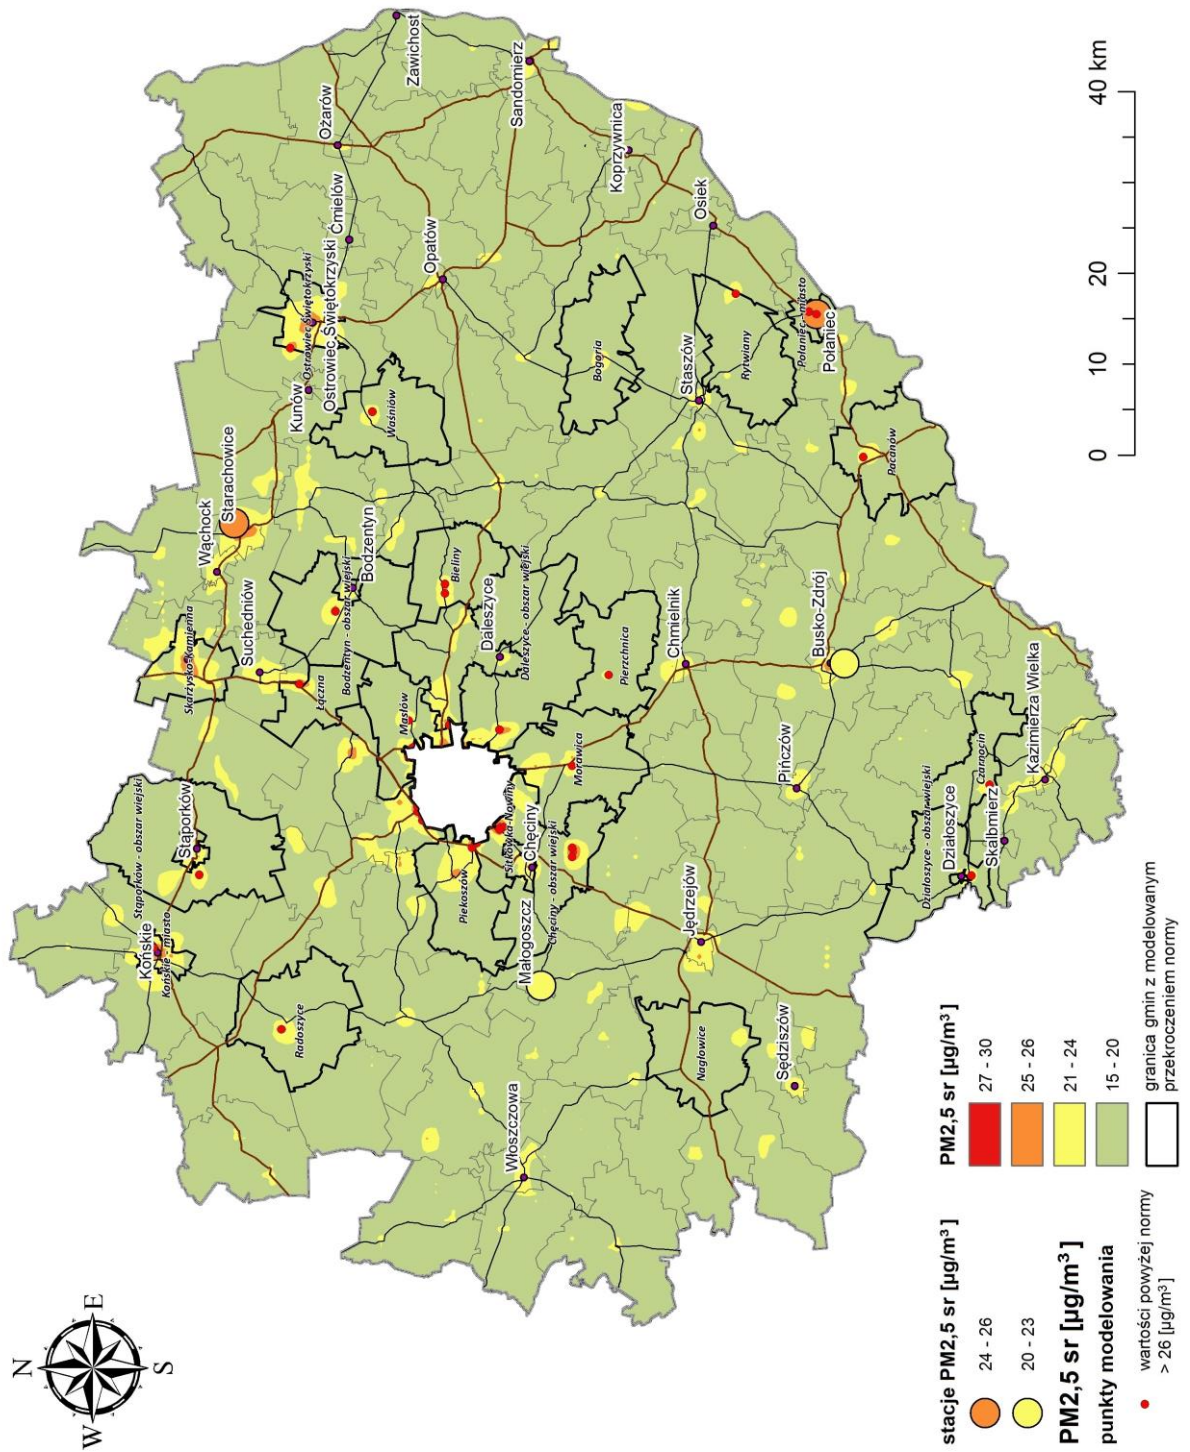 N
W
E
S
Końskie
Końskie - miasto
Stąporków - obszar wiejski
Stąporków
Skarżysko-Kamienna
Suchedniów
Łączna
Wąchock
Starachowice
Bodzentyn - obszar wiejski
Bodzentyn
Kunów
Ostrowiec Świętokrzyski
Ostrowiec Świętokrzyski
Waśniów
Ćmielów
Ożarów
Zawichost
Radoszyce
Masłów
Bieliny
Opatów
Sandomierz
Piekoszów
Sitkówka-Nowiny
Daleszyce
Daleszyce - obszar wiejski
Włoszczowa
Małogoszcz
Chęciny
Chęciny - obszar wiejski
Morawica
Pierzchnica
Bogoria
Koprzywnica
Nagłowice
Jędrzejów
Chmielnik
Staszów
Rytwiany
Osiek
Sędziszów
Pińczów
Busko-Zdrój
Połaniec - miasto
Połaniec
Pacanów
Działoszyce - obszar wiejski
Działoszyce
Skalbmierz
Czarnocin
Kazimierza Wielka
stacje PM2,5 sr [µg/m³]
24 - 26
20 - 23
PM2,5 sr [µg/m³]
punkty modelowania
wartości powyżej normy
> 26 [µg/m³]
PM2,5 sr [µg/m³]
27 - 30
25 - 26
21 - 24
15 - 20
granica gmin z modelowanym
przekroczeniem normy
0 10 20 40 km